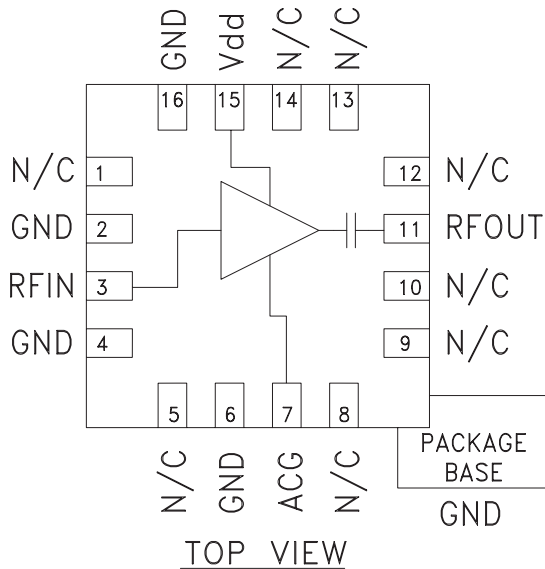 GND
Vdd
N/C
N/C
16
15
14
13
N/C 1
GND 2
RFIN 3
GND 4
12 N/C
11 RFOUT
10 N/C
9 N/C
5
6
7
8
N/C
GND
ACG
N/C
PACKAGE
BASE
GND
TOP VIEW